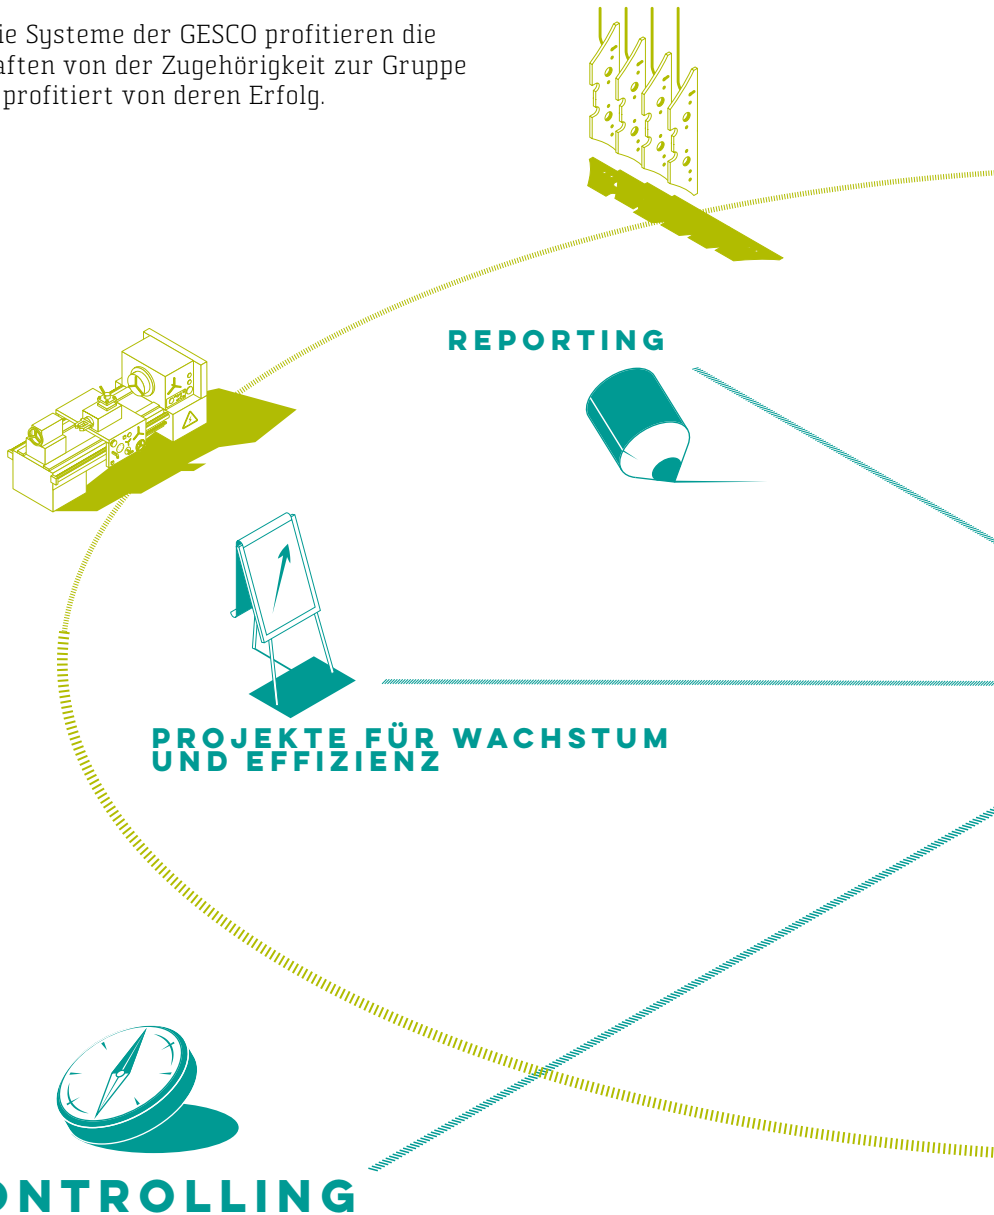 ie Systeme der GESCO profitieren die
aften von der Zugehörigkeit zur Gruppe
profitiert von deren Erfolg.
REPORTING
PROJEKTE FÜR WACHSTUM
UND EFFIZIENZ
ONTROLLING